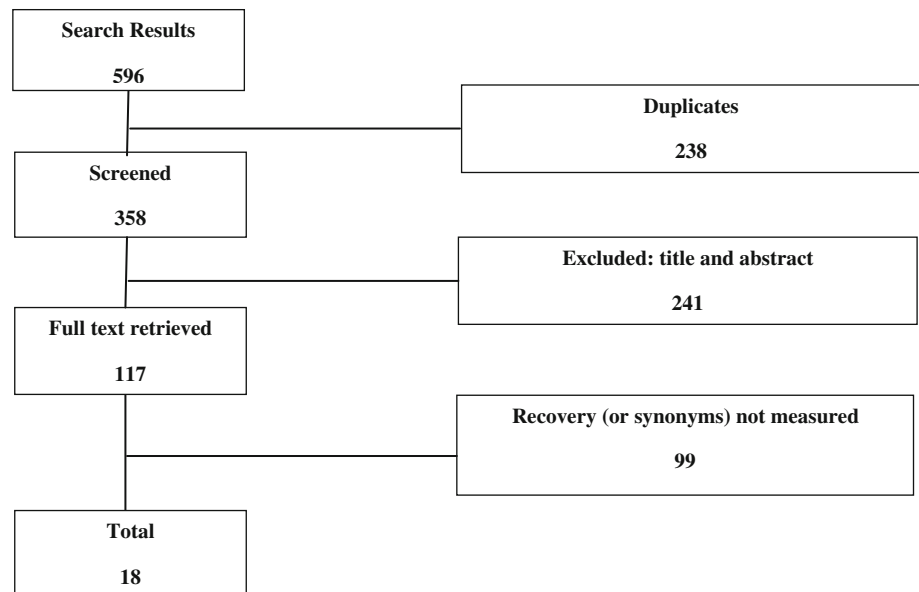 Search Results
596
Duplicates
238
Screened
358
Excluded: title and abstract
241
Full text retrieved
117
Recovery (or synonyms) not measured
99
Total
18